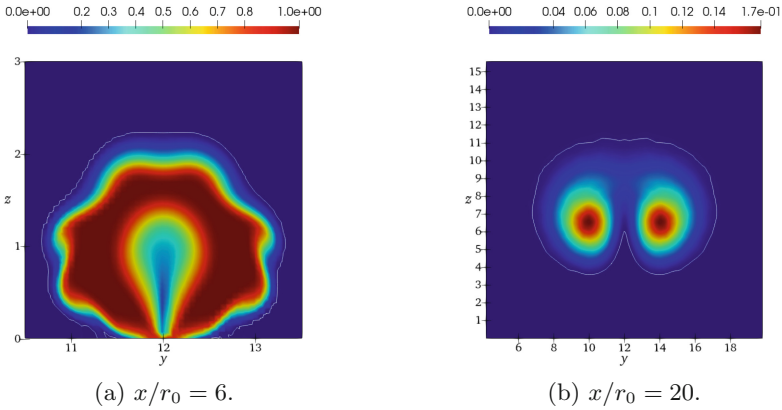 0.0e+00 0.2 0.3 0.4 0.5 0.6 0.7 0.8 1.0e+00
3
2
z
1
0
11 12 13
y
(a) x/r₀ = 6.
0.0e+00 0.04 0.06 0.08 0.1 0.12 0.14 1.7e-01
15
14
13
12
11
10
9
8
z
7
6
5
4
3
2
1
6 8 10 12 14 16 18
y
(b) x/r₀ = 20.